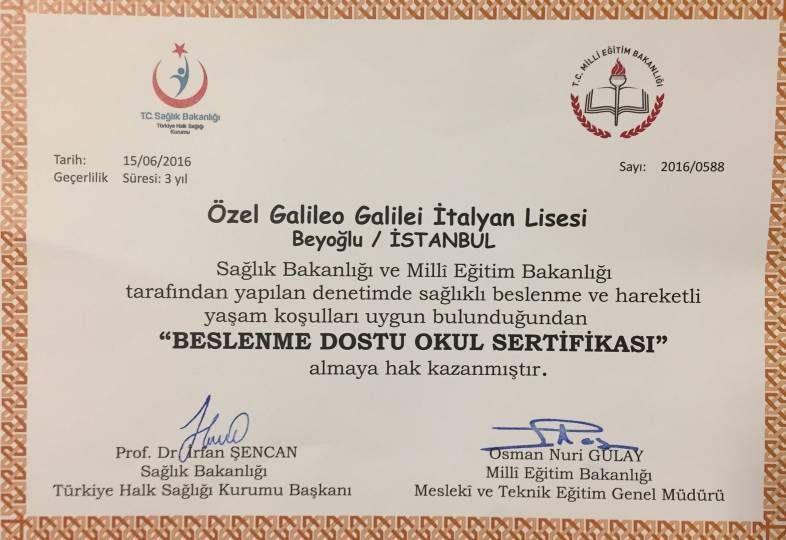 T.C. Sağlık Bakanlığı
Türkiye Halk Sağlığı
Kurumu
T.C. MİLLİ EĞİTİM BAKANLIĞI
Tarih: 15/06/2016
Geçerlilik Süresi: 3 yıl
Sayı: 2016/0588
Özel Galileo Galilei İtalyan Lisesi
Beyoğlu / İSTANBUL
Sağlık Bakanlığı ve Millî Eğitim Bakanlığı
tarafından yapılan denetimde sağlıklı beslenme ve hareketli
yaşam koşulları uygun bulunduğundan
“BESLENME DOSTU OKUL SERTİFİKASI”
almaya hak kazanmıştır.
Prof. Dr. İrfan ŞENCAN
Sağlık Bakanlığı
Türkiye Halk Sağlığı Kurumu Başkanı
Osman Nuri GÜLAY
Millî Eğitim Bakanlığı
Meslekî ve Teknik Eğitim Genel Müdürü